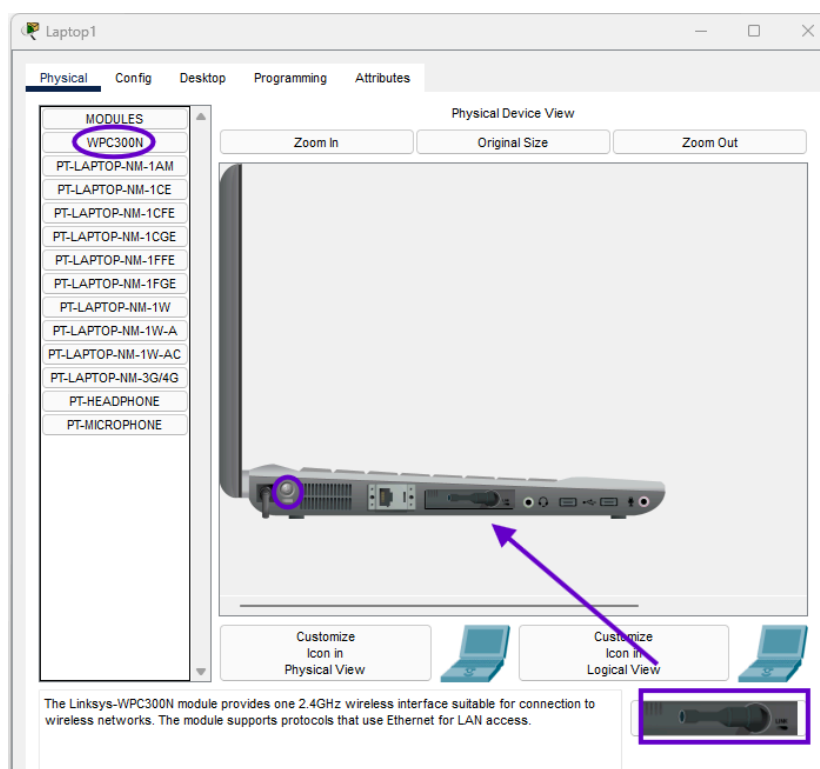 Laptop1
Physical Config Desktop Programming Attributes
MODULES
WPC300N
PT-LAPTOP-NM-1AM
PT-LAPTOP-NM-1CE
PT-LAPTOP-NM-1CFE
PT-LAPTOP-NM-1CGE
PT-LAPTOP-NM-1FFE
PT-LAPTOP-NM-1FGE
PT-LAPTOP-NM-1W
PT-LAPTOP-NM-1W-A
PT-LAPTOP-NM-1W-AC
PT-LAPTOP-NM-3G/4G
PT-HEADPHONE
PT-MICROPHONE
Physical Device View
Zoom In Original Size Zoom Out
Customize
Icon in
Physical View
Customize
Icon in
Logical View
The Linksys-WPC300N module provides one 2.4GHz wireless interface suitable for connection to
wireless networks. The module supports protocols that use Ethernet for LAN access.
LINK